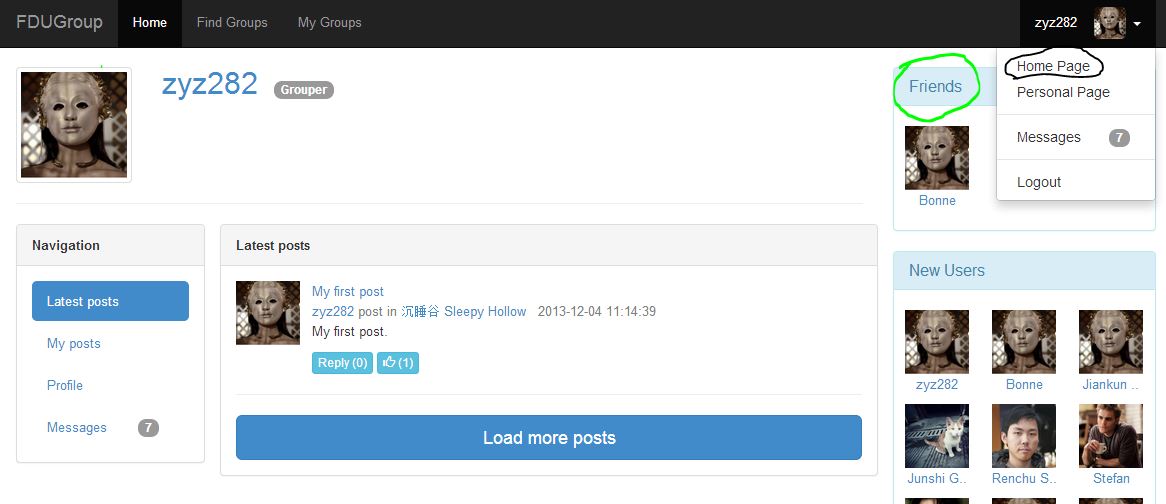 FDUGroup Home Find Groups My Groups zyz282
Home Page
Personal Page
Messages 7
Logout
zyz282 Grouper
Friends
Bonne
Navigation
Latest posts
My posts
Profile
Messages 7
Latest posts
My first post
zyz282 post in 沉睡谷 Sleepy Hollow 2013-12-04 11:14:39
My first post.
Reply (0) (1)
Load more posts
New Users
zyz282 Bonne Jiankun ..
Junshi G.. Renchu S.. Stefan